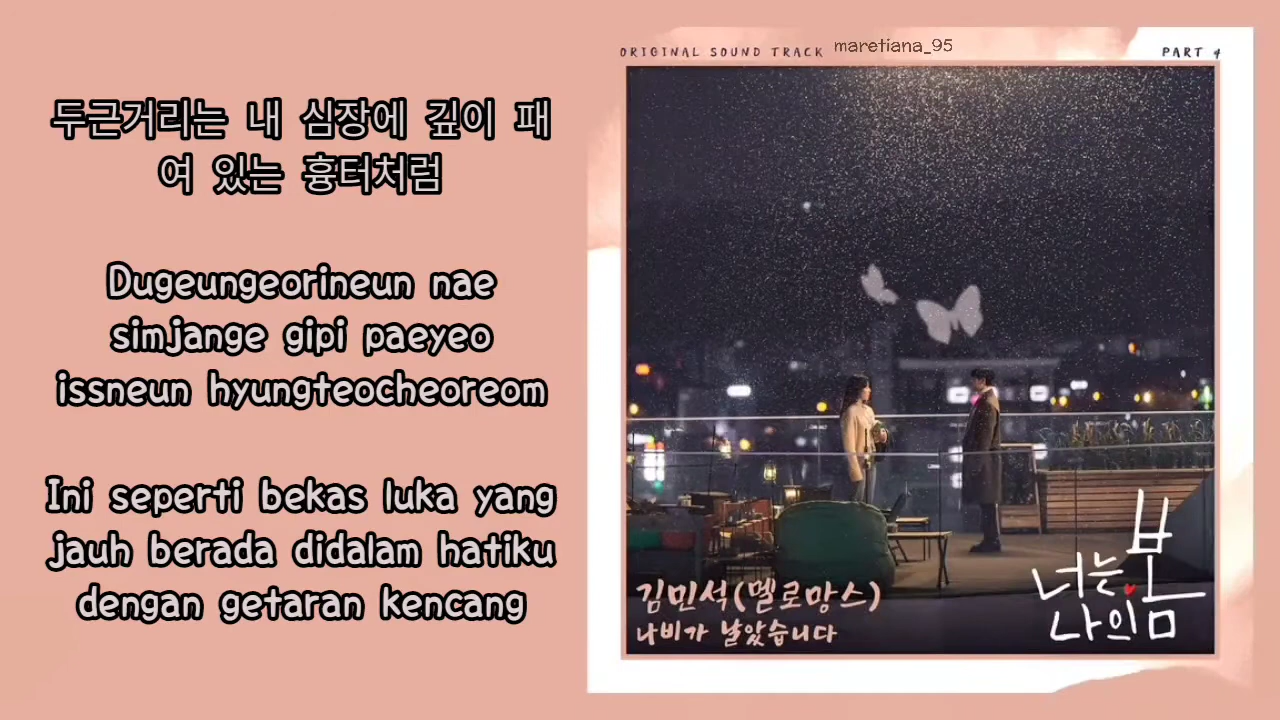 두근거리는 내 심장에 깊이 패
여 있는 흉터처럼
Dugeungeorineun nae
simjange gipi paeyeo
issneun hyungteocheoreom
Ini seperti bekas luka yang
jauh berada didalam hatiku
dengan getaran kencang
ORIGINAL SOUND TRACK
maretiana_95
PART 4
김민석(멜로망스)
나비가 날았습니다
너는
나의
봄